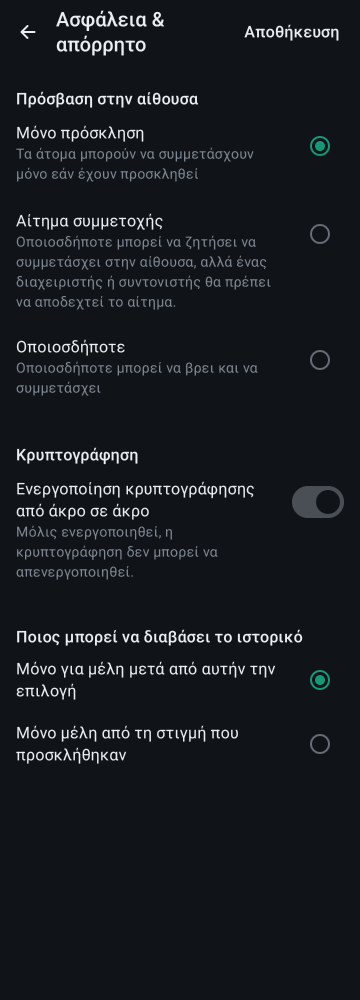 Ασφάλεια &
απόρρητο
Αποθήκευση
Πρόσβαση στην αίθουσα
Μόνο πρόσκληση
Τα άτομα μπορούν να συμμετάσχουν
μόνο εάν έχουν προσκληθεί
Αίτημα συμμετοχής
Οποιοσδήποτε μπορεί να ζητήσει να
συμμετάσχει στην αίθουσα, αλλά ένας
διαχειριστής ή συντονιστής θα πρέπει
να αποδεχτεί το αίτημα.
Οποιοσδήποτε
Οποιοσδήποτε μπορεί να βρει και να
συμμετάσχει
Κρυπτογράφηση
Ενεργοποίηση κρυπτογράφησης
από άκρο σε άκρο
Μόλις ενεργοποιηθεί, η
κρυπτογράφηση δεν μπορεί να
απενεργοποιηθεί.
Ποιος μπορεί να διαβάσει το ιστορικό
Μόνο για μέλη μετά από αυτήν την
επιλογή
Μόνο μέλη από τη στιγμή που
προσκλήθηκαν